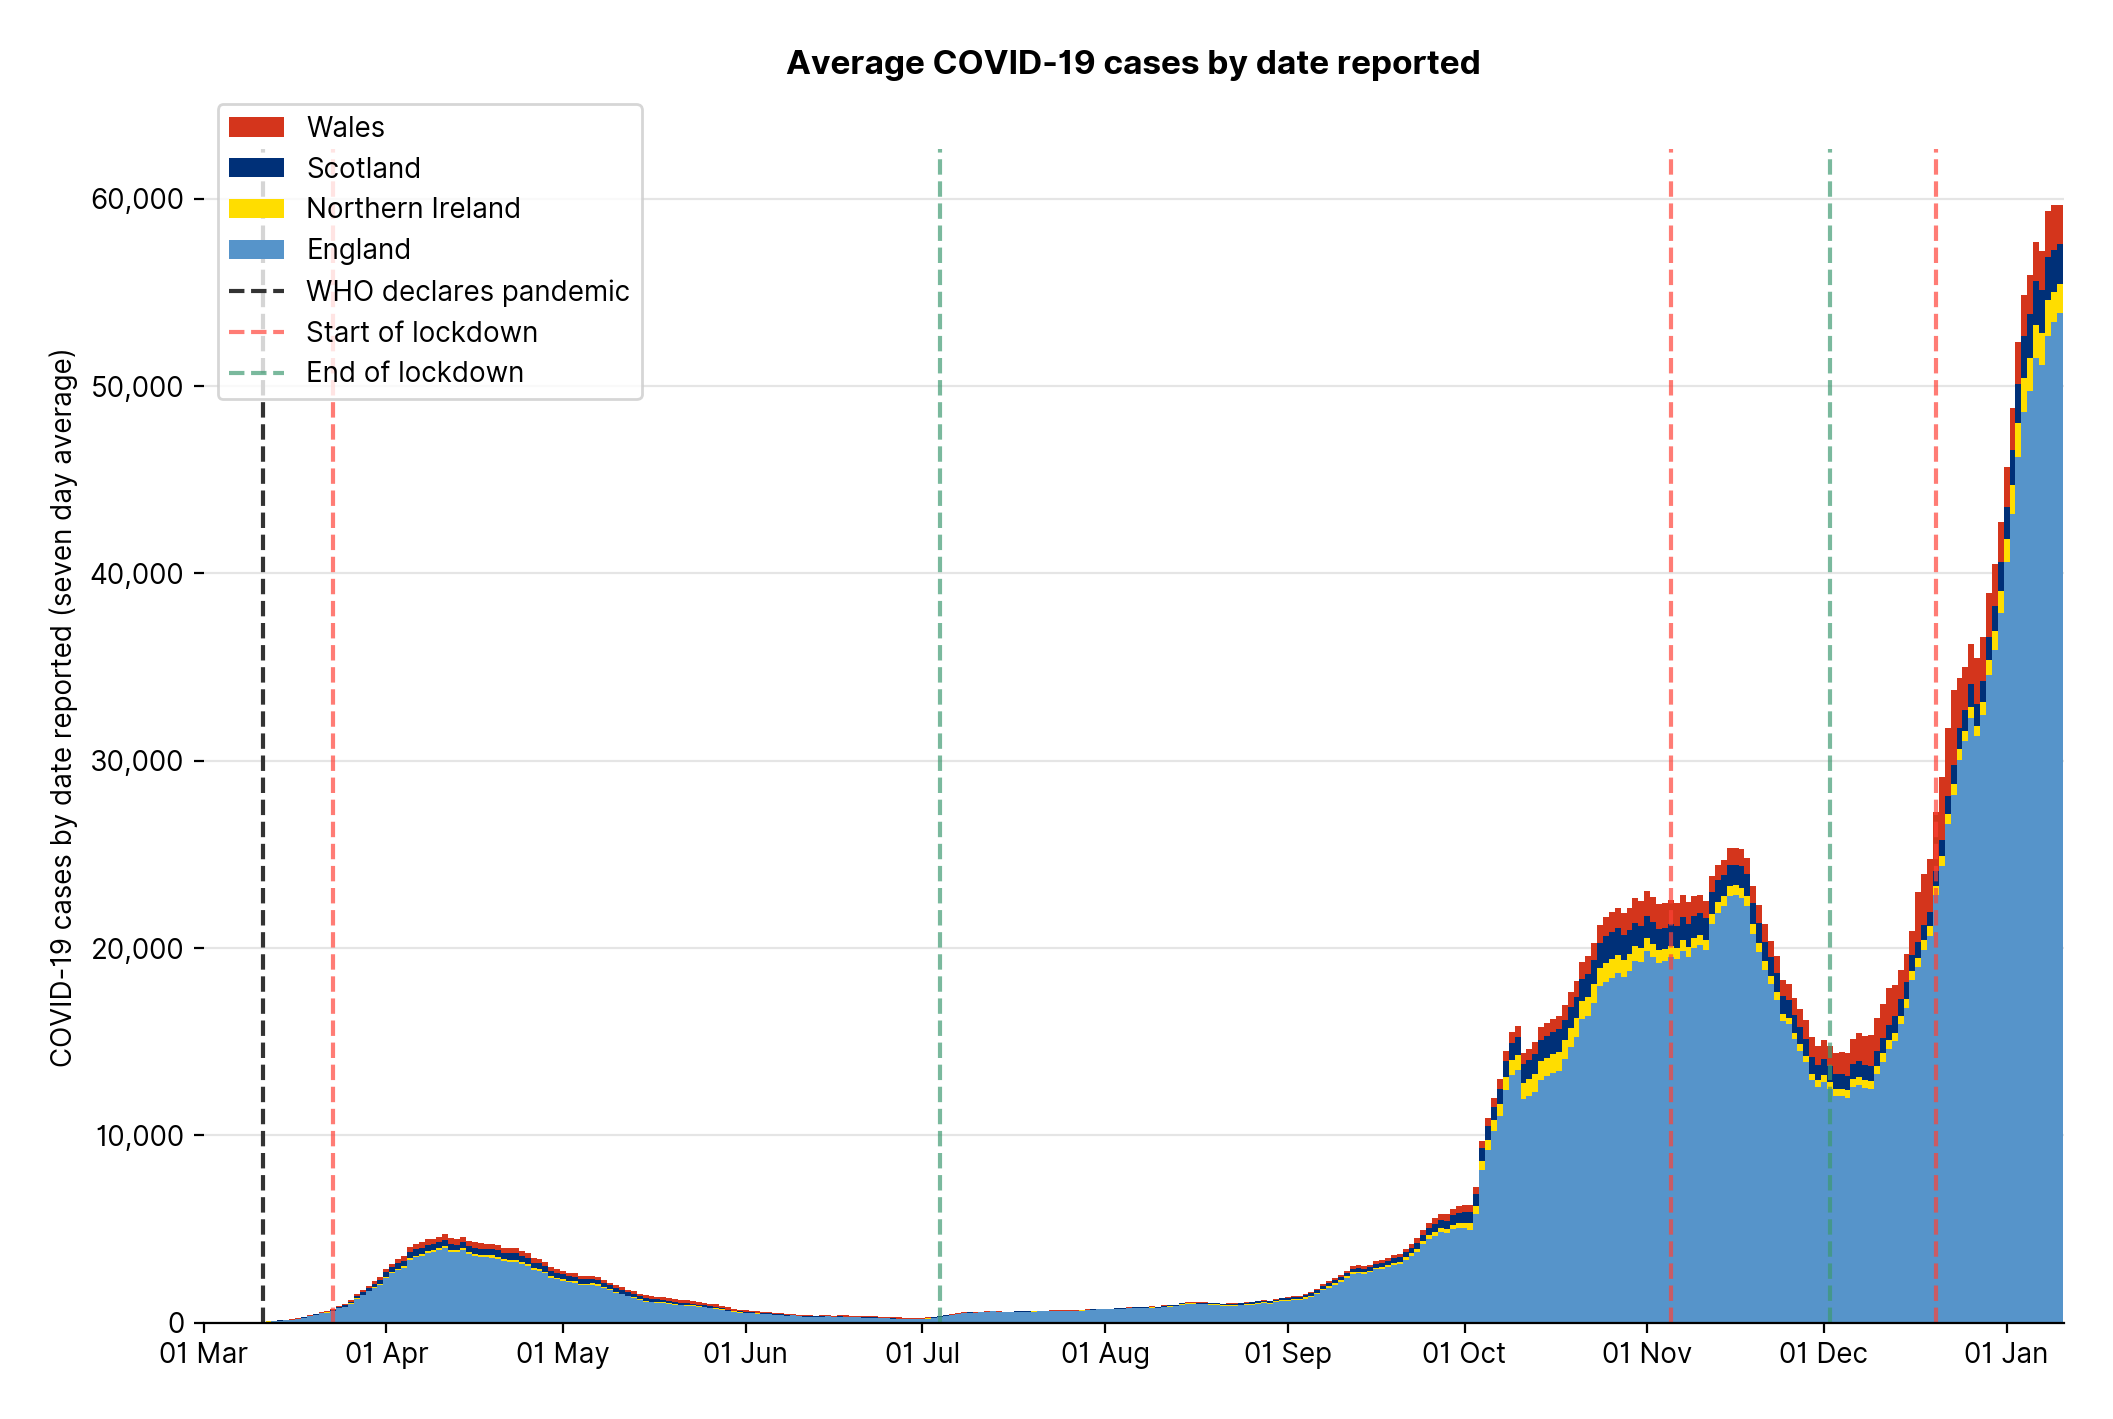 Average COVID-19 cases by date reported
Wales
Scotland
Northern Ireland
England
WHO declares pandemic
Start of lockdown
End of lockdown
COVID-19 cases by date reported (seven day average)
60,000
50,000
40,000
30,000
20,000
10,000
0
01 Mar 01 Apr 01 May 01 Jun 01 Jul 01 Aug 01 Sep 01 Oct 01 Nov 01 Dec 01 Jan